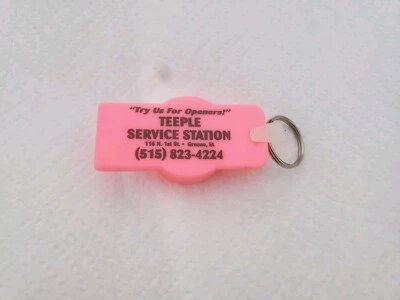 "Try Us For Openers!"
TEEPLE
SERVICE STATION
116 N. 1st St. • Greene, IA
(515) 823-4224